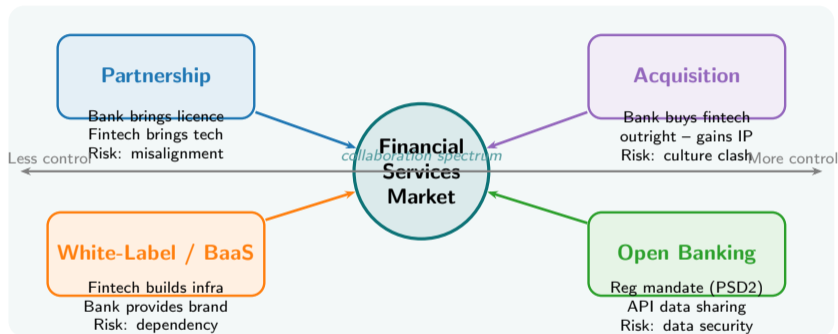 Partnership
Bank brings licence
Fintech brings tech
Risk: misalignment
Acquisition
Bank buys fintech
outright – gains IP
Risk: culture clash
Less control
collaboration spectrum
More control
Financial
Services
Market
White-Label / BaaS
Fintech builds infra
Bank provides brand
Risk: dependency
Open Banking
Reg mandate (PSD2)
API data sharing
Risk: data security